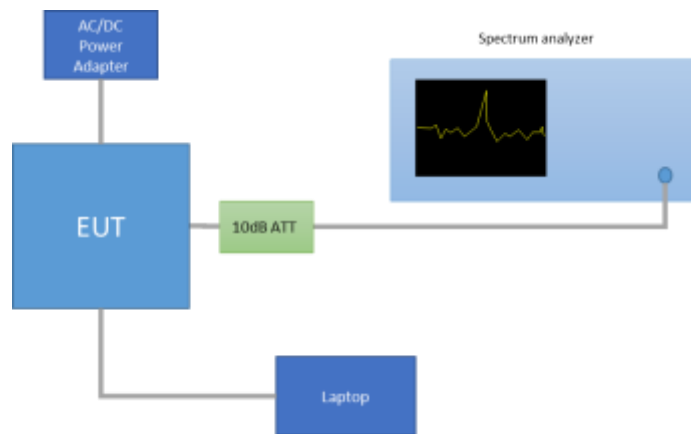 AC/DC
Power
Adapter
Spectrum analyzer
EUT
10dB ATT
Laptop